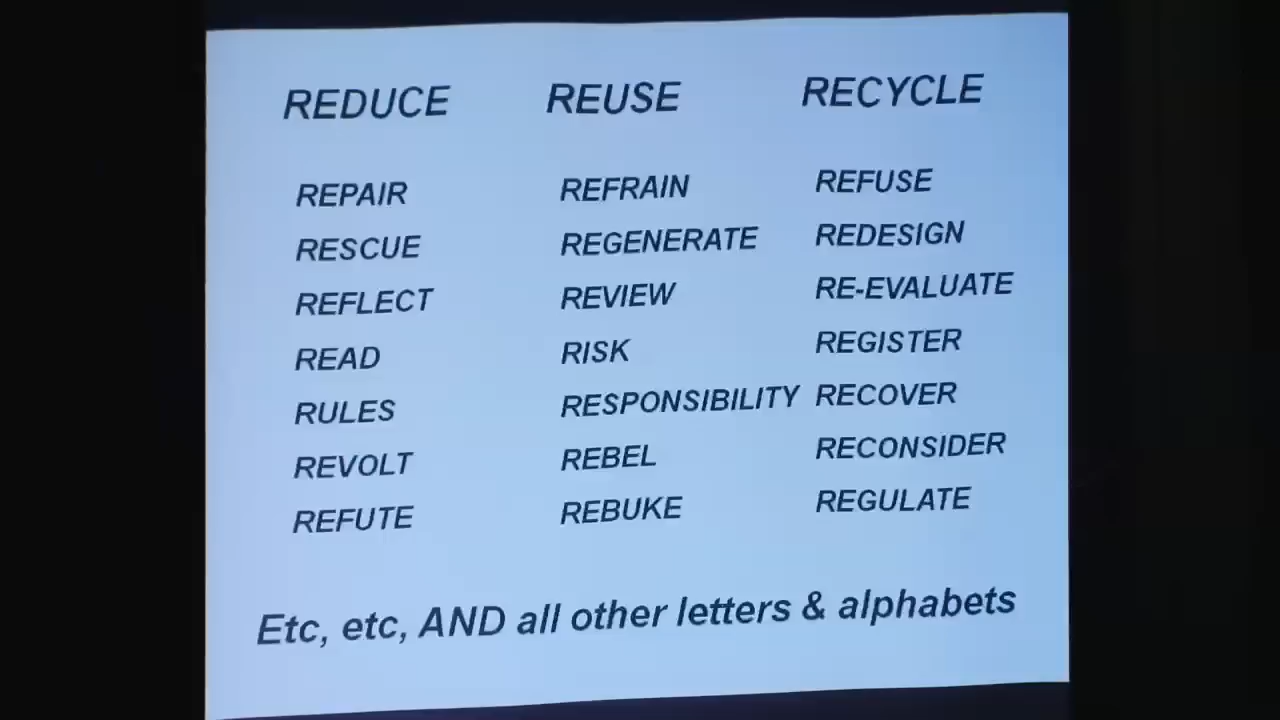 REDUCE REUSE RECYCLE
REPAIR REFRAIN REFUSE
RESCUE REGENERATE REDESIGN
REFLECT REVIEW RE-EVALUATE
READ RISK REGISTER
RULES RESPONSIBILITY RECOVER
REVOLT REBEL RECONSIDER
REFUTE REBUKE REGULATE
Etc, etc, AND all other letters & alphabets